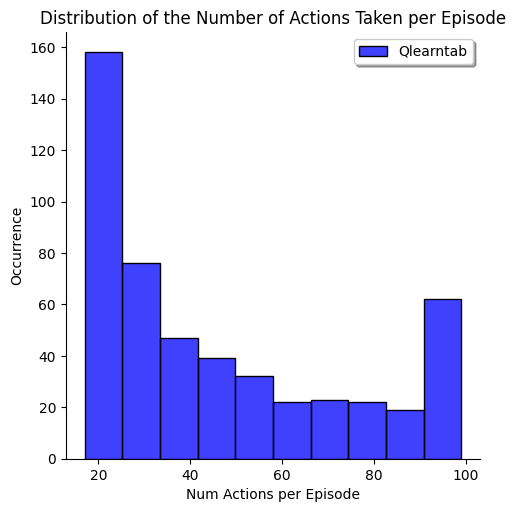 Distribution of the Number of Actions Taken per Episode
Qlearntab
160
140
120
100
80
60
40
20
0
Occurrence
20 40 60 80 100
Num Actions per Episode